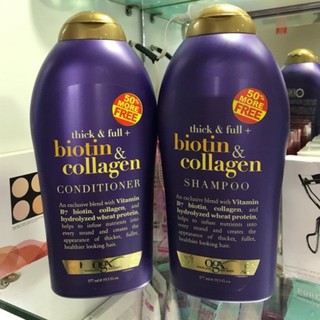 50%
MORE
FREE
thick & full +
biotin &
collagen
CONDITIONER
An exclusive blend with Vitamin
B7 biotin, collagen, and
hydrolyzed wheat protein,
helps to infuse nutrients into
every strand and create the
appearance of thicker, fuller,
healthier looking hair.
ogx
50%
MORE
FREE
thick & full +
biotin &
collagen
SHAMPOO
An exclusive blend with Vitamin
B7 biotin, collagen, and
hydrolyzed wheat protein,
helps to infuse nutrients into
every strand and create the
appearance of thicker, fuller,
healthier looking hair.
ogx